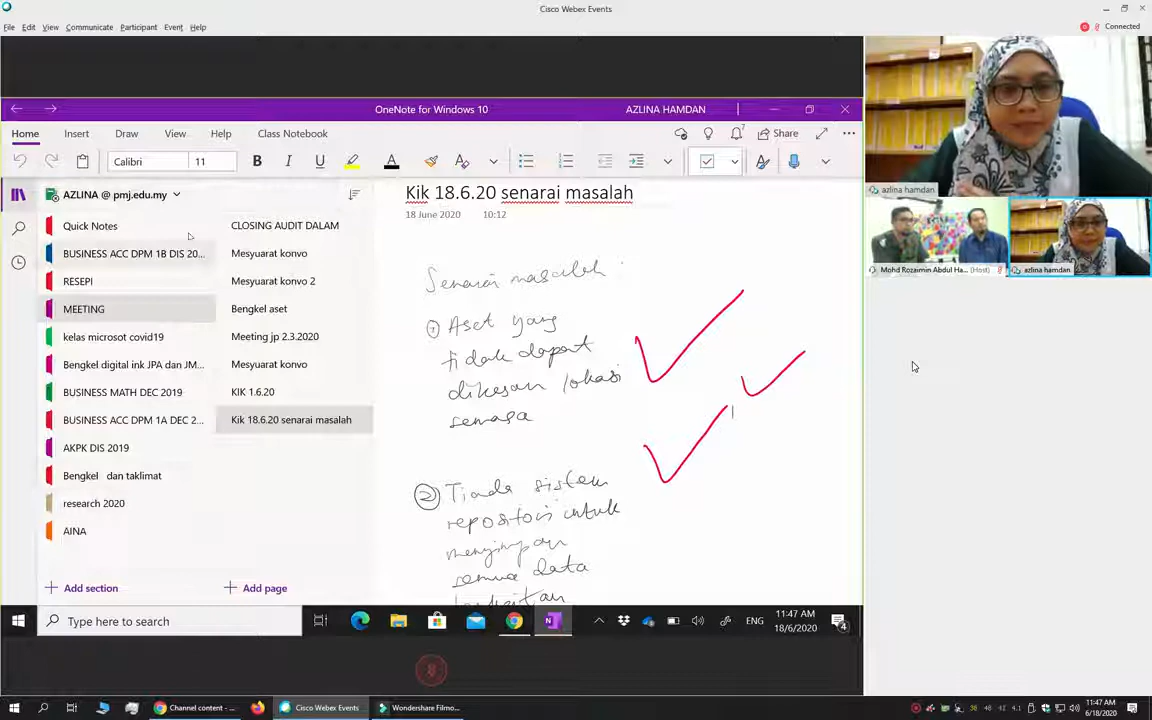 Cisco Webex Events
File Edit View Communicate Participant Event Help
Connected
OneNote for Windows 10
AZLINA HAMDAN
Home Insert Draw View Help Class Notebook
Share
Calibri 11 B I U A
AZLINA @ pmj.edu.my
Quick Notes
BUSINESS ACC DPM 1B DIS 20...
RESEPI
MEETING
kelas microsot covid19
Bengkel digital ink JPA dan JM...
BUSINESS MATH DEC 2019
BUSINESS ACC DPM 1A DEC 2...
AKPK DIS 2019
Bengkel dan taklimat
research 2020
AINA
Add section
CLOSING AUDIT DALAM
Mesyuarat konvo
Mesyuarat konvo 2
Bengkel aset
Meeting jp 2.3.2020
Mesyuarat konvo
KIK 1.6.20
Kik 18.6.20 senarai masalah
Add page
Kik 18.6.20 senarai masalah
18 June 2020 10:12
Senarai masalah
① Aset yang
tidak dapat
dikesan lokasi
semasa
② Tiada sistem
repositori untuk
menyimpan
semua data
azlina hamdan
Mohd Rozaimin Abdul Ha... (Host)
azlina hamdan
Type here to search
ENG
11:47 AM
18/6/2020
4
Channel content - ...
Cisco Webex Events
Wondershare Filmo...
11:47 AM
6/18/2020